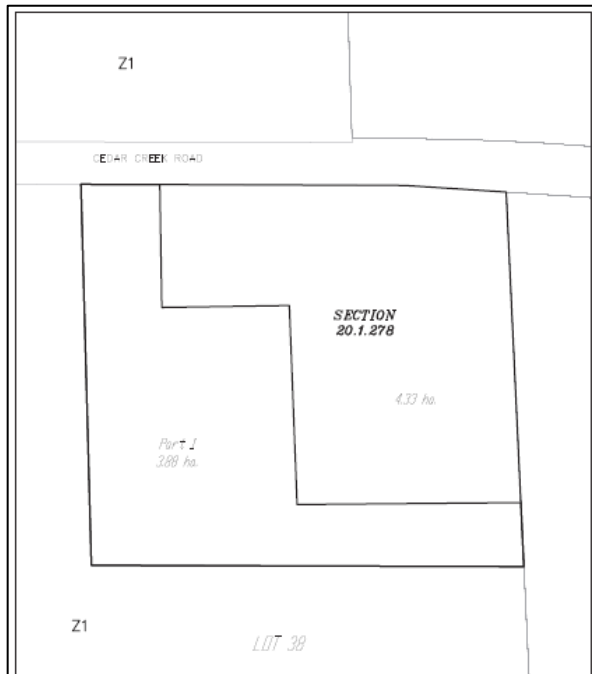 Z1
CEDAR CREEK ROAD
SECTION
20.1.278
4.33 ha.
Part 1
3.88 ha.
Z1
LOT 38